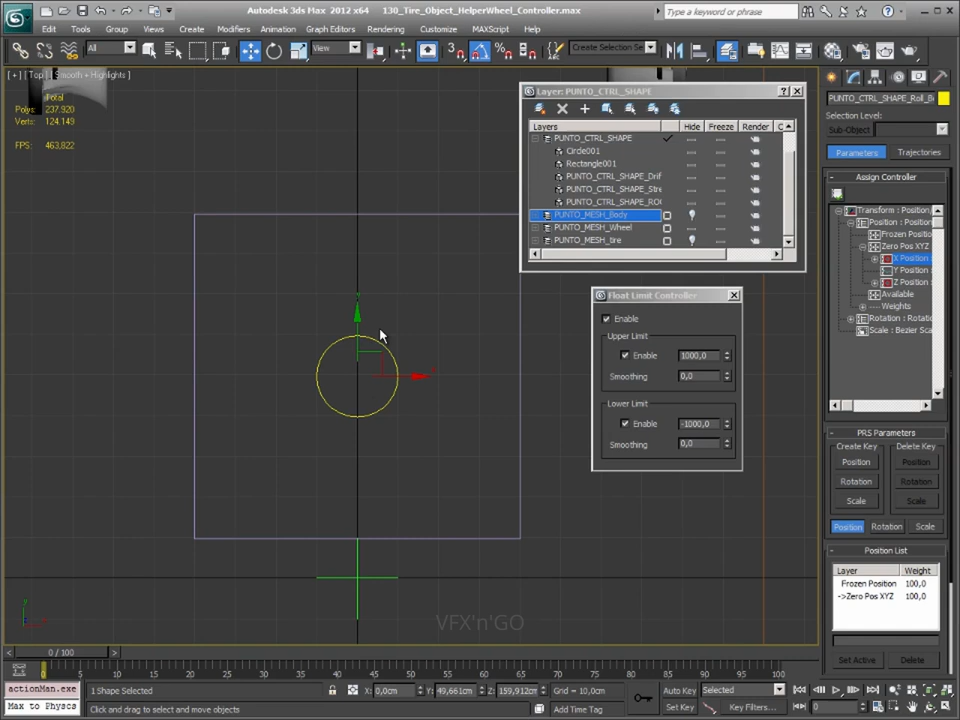 Autodesk 3ds Max 2012 x64    130_Tire_Object_HelperWheel_Controller.max
Type a keyword or phrase
Edit Tools Group Views Create Modifiers Animation Graph Editors Rendering Customize MAXScript Help
All View Create Selection Se
[ + ] [ Top ] [ Smooth + Highlights ]
Total
Polys: 237.920
Verts: 124.149
FPS: 463,822
Layer: PUNTO_CTRL_SHAPE
Layers Hide Freeze Render C
PUNTO_CTRL_SHAPE
Circle001
Rectangle001
PUNTO_CTRL_SHAPE_Drif
PUNTO_CTRL_SHAPE_Stre
PUNTO_CTRL_SHAPE_RO
PUNTO_MESH_Body
PUNTO_MESH_Wheel
PUNTO_MESH_tire
Float Limit Controller
Enable
Upper Limit
Enable 1000,0
Smoothing 0,0
Lower Limit
Enable -1000,0
Smoothing 0,0
PUNTO_CTRL_SHAPE_Roll_B
Selection Level:
Sub-Object
Parameters Trajectories
Assign Controller
Transform : Position,
Position : Position
Frozen Positio
Zero Pos XYZ
X Position
Y Position
Z Position
Available
Weights
Rotation : Rotatio
Scale : Bezier Sc
PRS Parameters
Create Key Delete Key
Position Position
Rotation Rotation
Scale Scale
Position Rotation Scale
Position List
Layer Weight
Frozen Position 100,0
->Zero Pos XYZ 100,0
Set Active Delete
VFX'n'GO
0 / 100
0 5 10 15 20 25 30 35 40 45 50 55 60 65 70 75 80 85 90 95 100
actionMan.exe
Max to Physcs
1 Shape Selected
X: 0,0cm Y: 49,661cm Z: 159,912cm Grid = 10,0cm
Auto Key Selected
Click and drag to select and move objects
Add Time Tag
Set Key Key Filters... 0